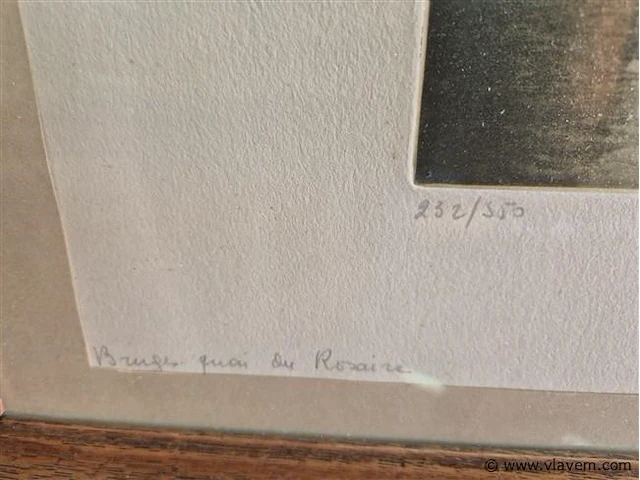 232/350
Bruges quai du Rosaire
© www.vlavem.com